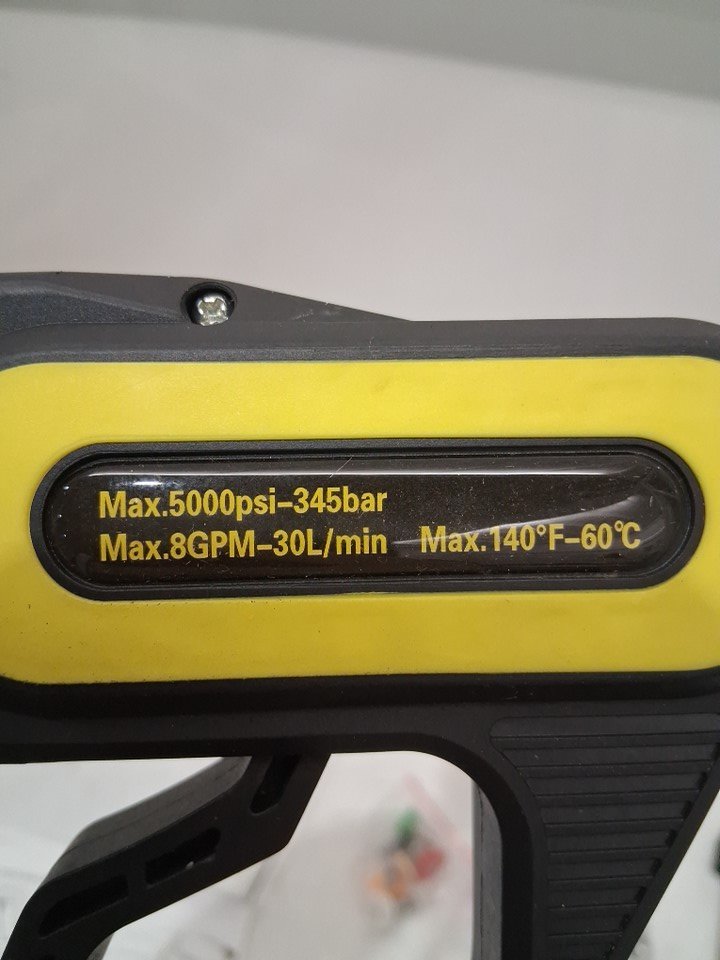 Max.5000psi–345bar
Max.8GPM–30L/min Max.140°F–60℃